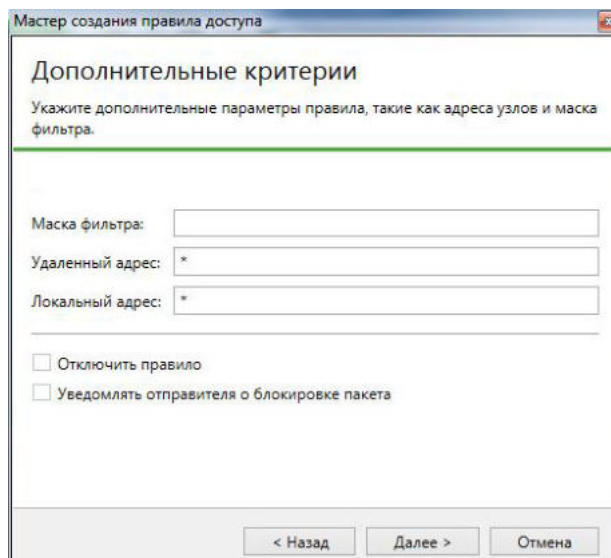 Мастер создания правила доступа
Дополнительные критерии
Укажите дополнительные параметры правила, такие как адреса узлов и маска
фильтра.
Маска фильтра:
Удаленный адрес: *
Локальный адрес: *
Отключить правило
Уведомлять отправителя о блокировке пакета
< Назад Далее > Отмена